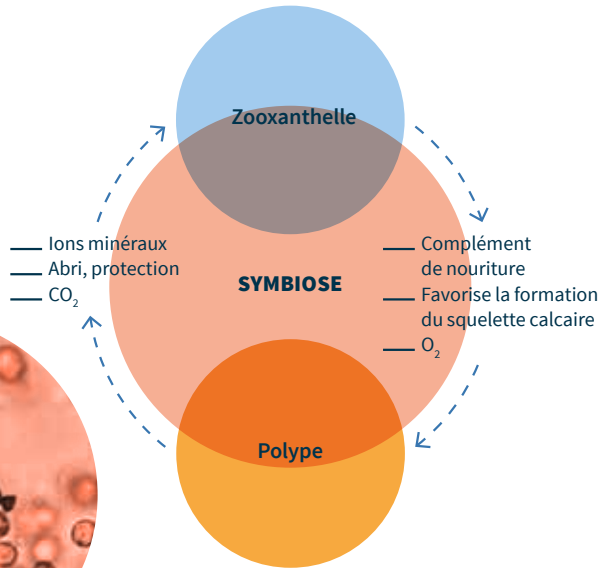 Zooxanthelle
Ions minéraux
Abri, protection
CO₂
SYMBIOSE
Complément
de nouriture
Favorise la formation
du squelette calcaire
O₂
Polype